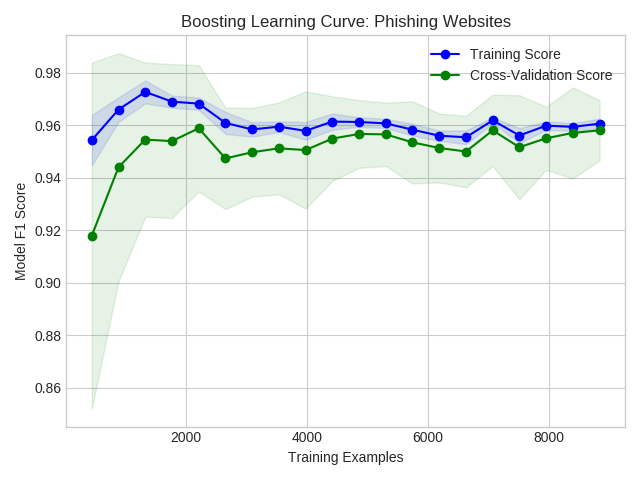 Boosting Learning Curve: Phishing Websites
Training Score
Cross-Validation Score
Model F1 Score
0.98
0.96
0.94
0.92
0.90
0.88
0.86
2000 4000 6000 8000
Training Examples